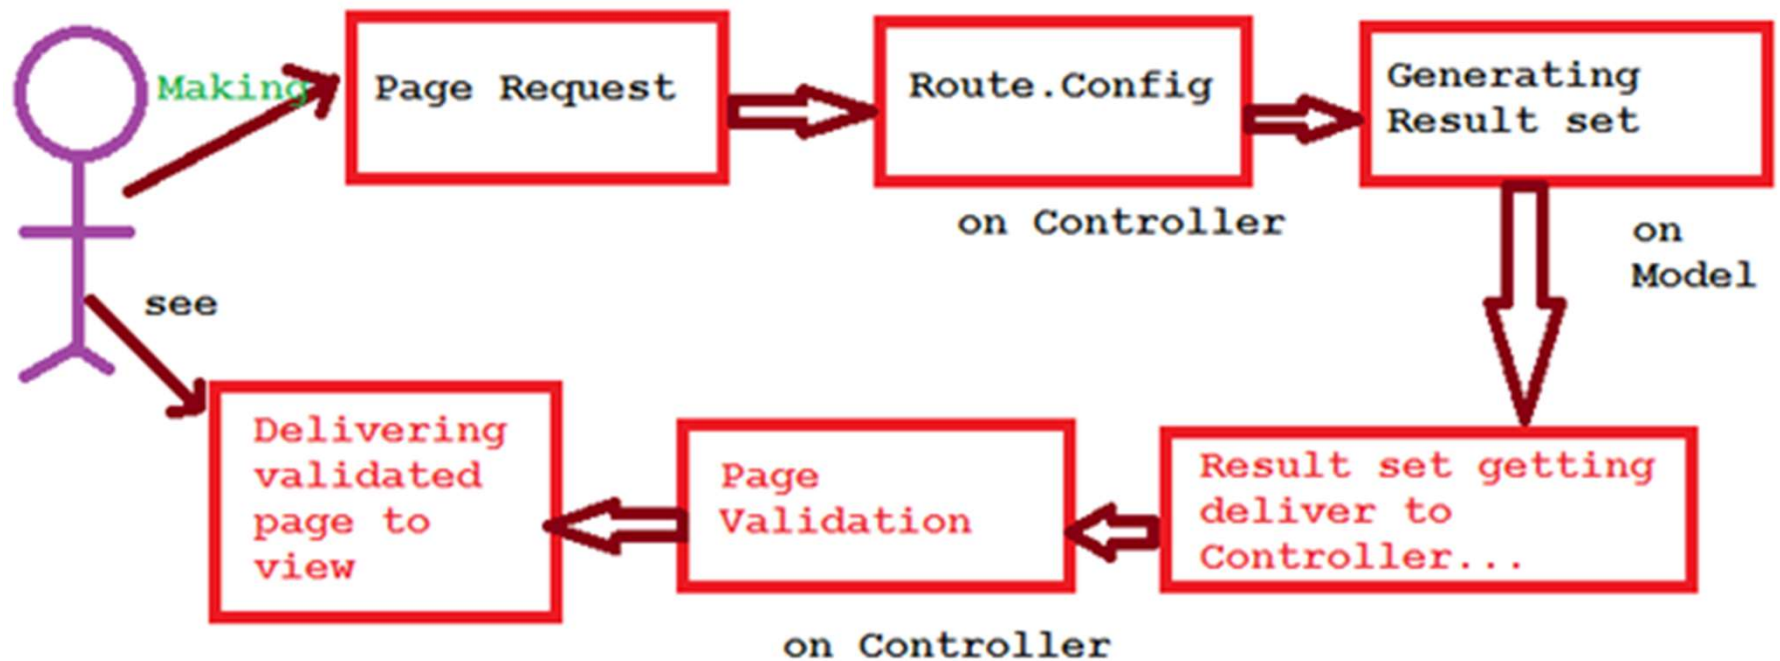 Making
Page Request
Route.Config
Generating
Result set
on Controller
on
Model
see
Delivering
validated
page to
view
Page
Validation
Result set getting
deliver to
Controller...
on Controller